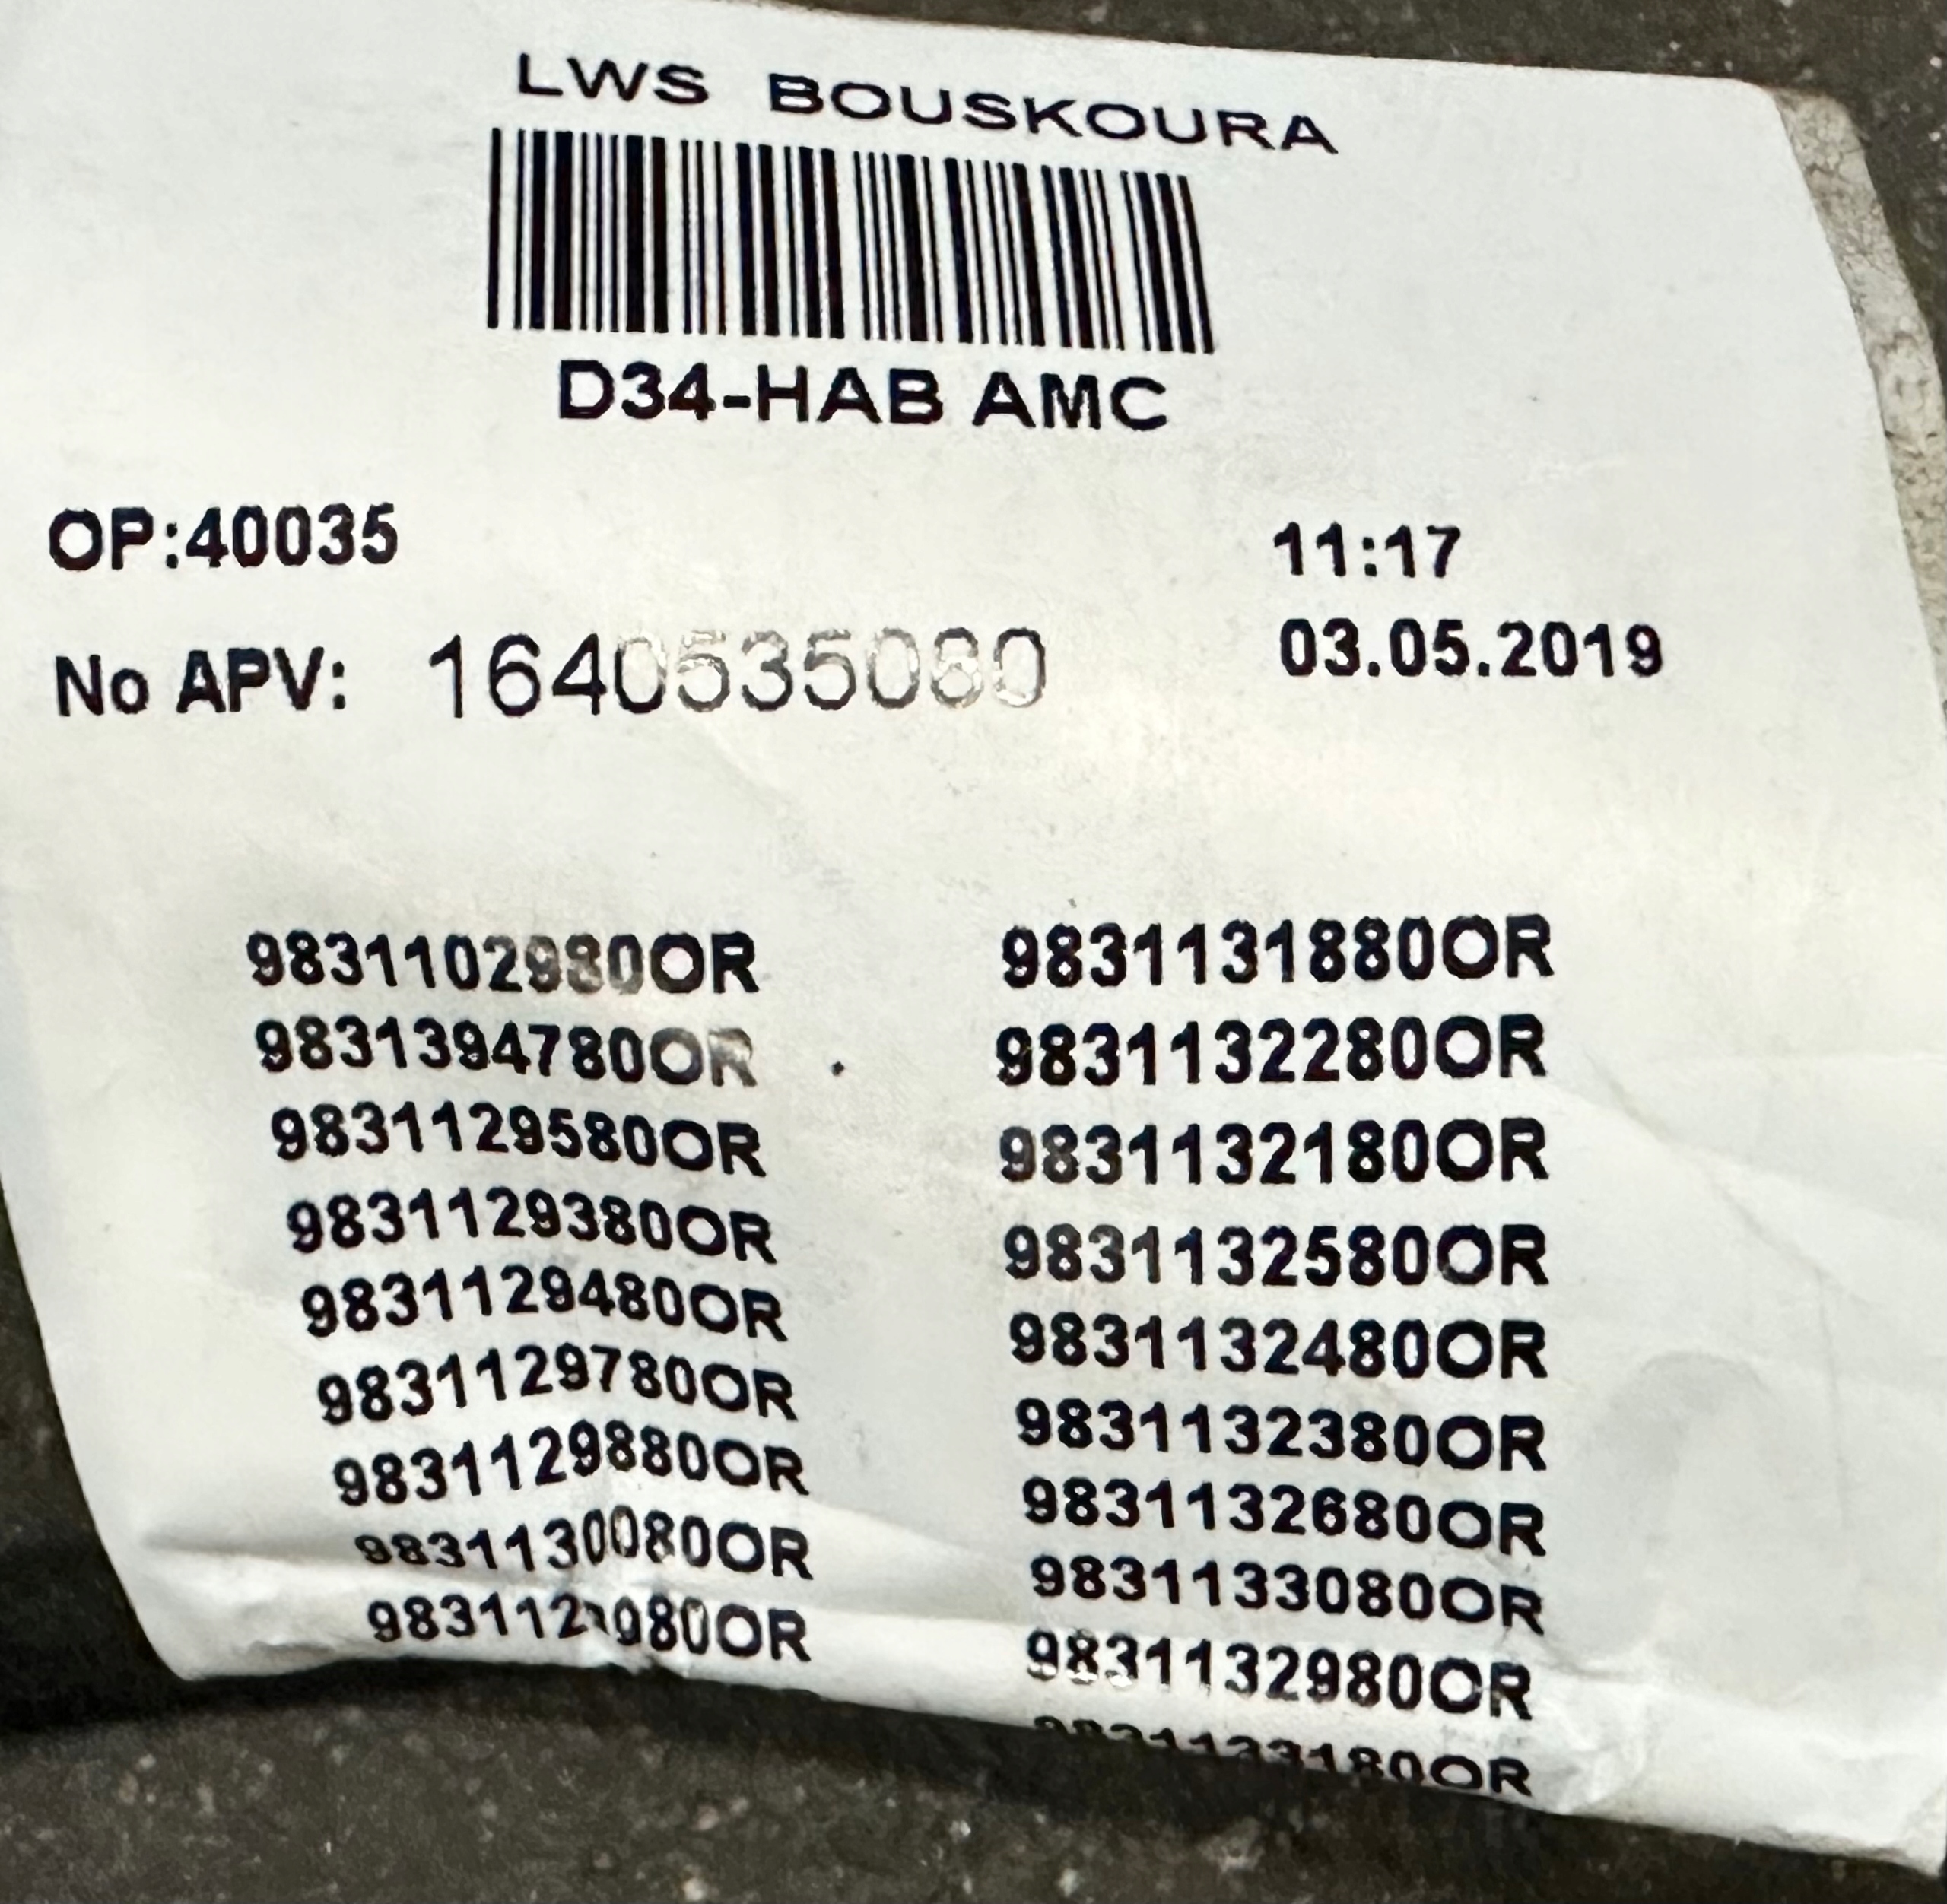 LWS BOUSKOURA
D34-HAB AMC
OP:40035
11:17
No APV: 1640535080
03.05.2019
9831102980OR
9831131880OR
9831394780OR
9831132280OR
9831129580OR
9831132180OR
9831129380OR
9831132580OR
9831129480OR
9831132480OR
9831129780OR
9831132380OR
9831129880OR
9831132680OR
9831130080OR
9831133080OR
9831132980OR